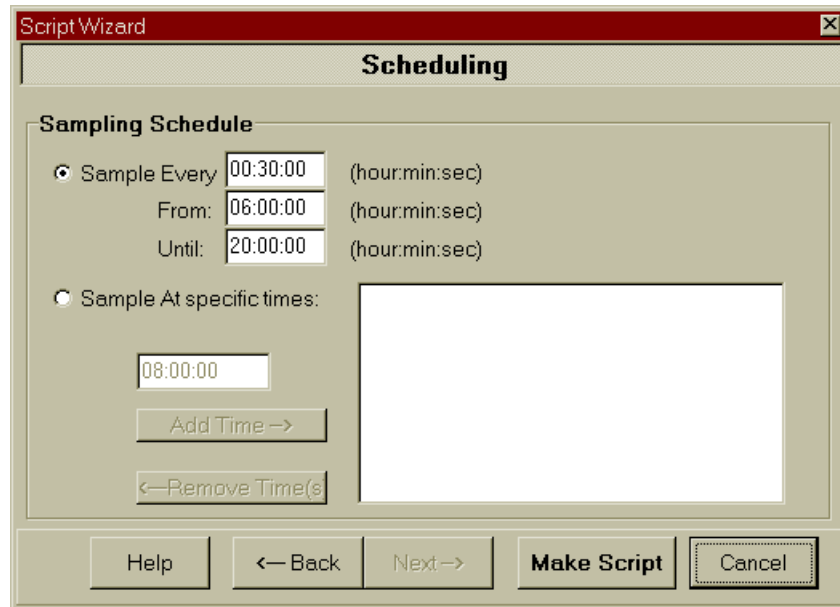 Script Wizard
Scheduling
Sampling Schedule
Sample Every 00:30:00 (hour:min:sec)
From: 06:00:00 (hour:min:sec)
Until: 20:00:00 (hour:min:sec)
Sample At specific times:
08:00:00
Add Time -->
<--Remove Time(s
Help <-- Back Next --> Make Script Cancel